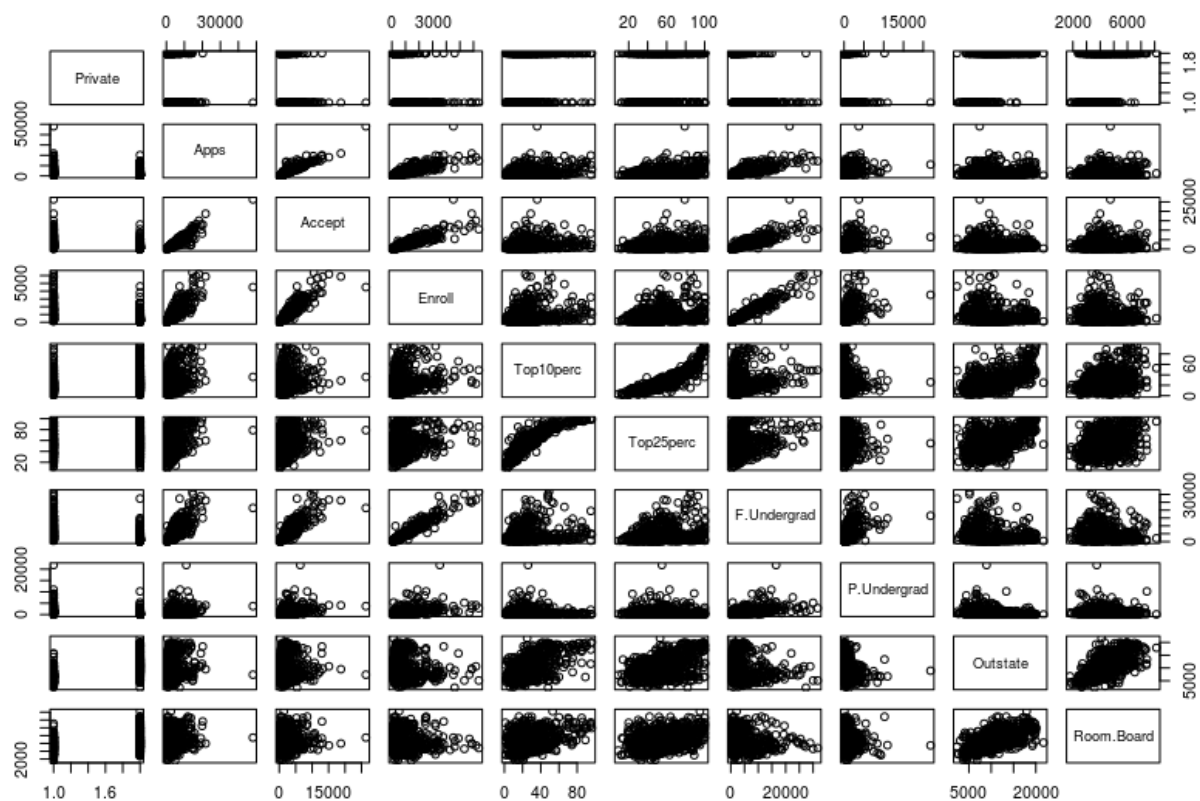 0 30000 0 3000 20 60 100 0 15000 2000 6000
Private 1.0 1.8
0 50000 Apps
Accept 0 25000
0 5000 Enroll
Top10perc 0 60
20 80 Top25perc
F.Undergrad 0 30000
0 20000 P.Undergrad
Outstate 5000
2000 Room.Board
1.0 1.6 0 15000 0 40 80 0 20000 5000 20000